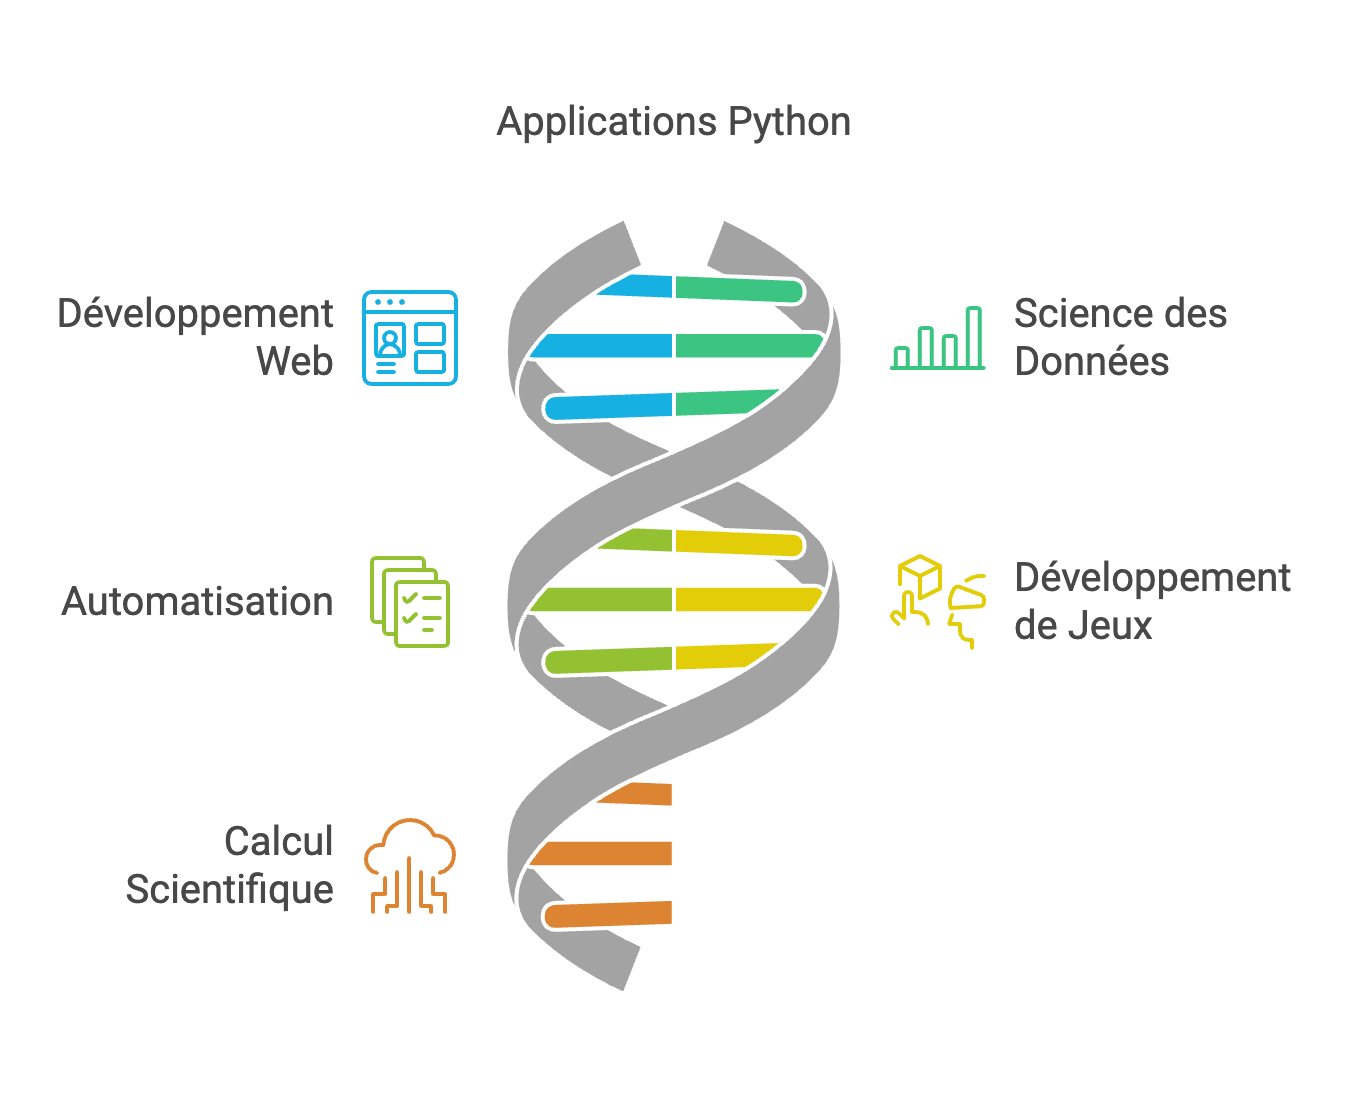 Applications Python
Développement
Web
Science des
Données
Automatisation
Développement
de Jeux
Calcul
Scientifique